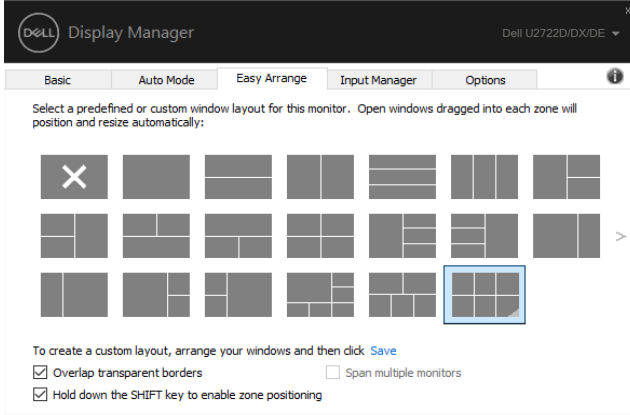 DELL Display Manager
Dell U2722D/DX/DE
Basic Auto Mode Easy Arrange Input Manager Options
Select a predefined or custom window layout for this monitor. Open windows dragged into each zone will
position and resize automatically:
To create a custom layout, arrange your windows and then click Save
Overlap transparent borders
Span multiple monitors
Hold down the SHIFT key to enable zone positioning